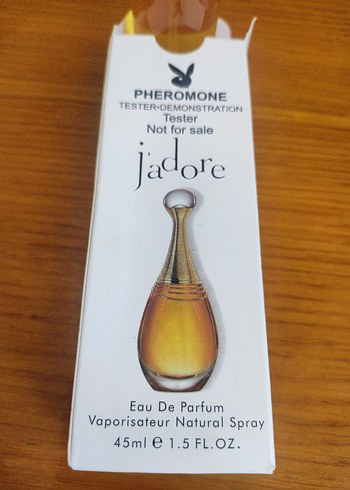 PHEROMONE
TESTER•DEMONSTRATION
Tester
Not for sale
j'adore
Eau De Parfum
Vaporisateur Natural Spray
45ml e 1.5 FL.OZ.